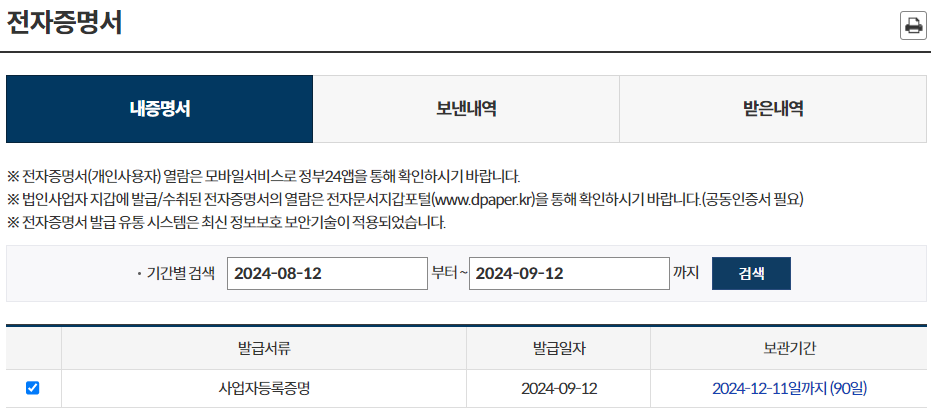 전자증명서
내증명서 보낸내역 받은내역
※ 전자증명서(개인사용자) 열람은 모바일서비스로 정부24앱을 통해 확인하시기 바랍니다.
※ 법인사업자 지갑에 발급/수취된 전자증명서의 열람은 전자문서지갑포털(www.dpaper.kr)을 통해 확인하시기 바랍니다.(공동인증서 필요)
※ 전자증명서 발급 유통 시스템은 최신 정보보호 보안기술이 적용되었습니다.
· 기간별 검색 2024-08-12 부터 ~ 2024-09-12 까지 검색
발급서류 발급일자 보관기간
사업자등록증명 2024-09-12 2024-12-11일까지 (90일)